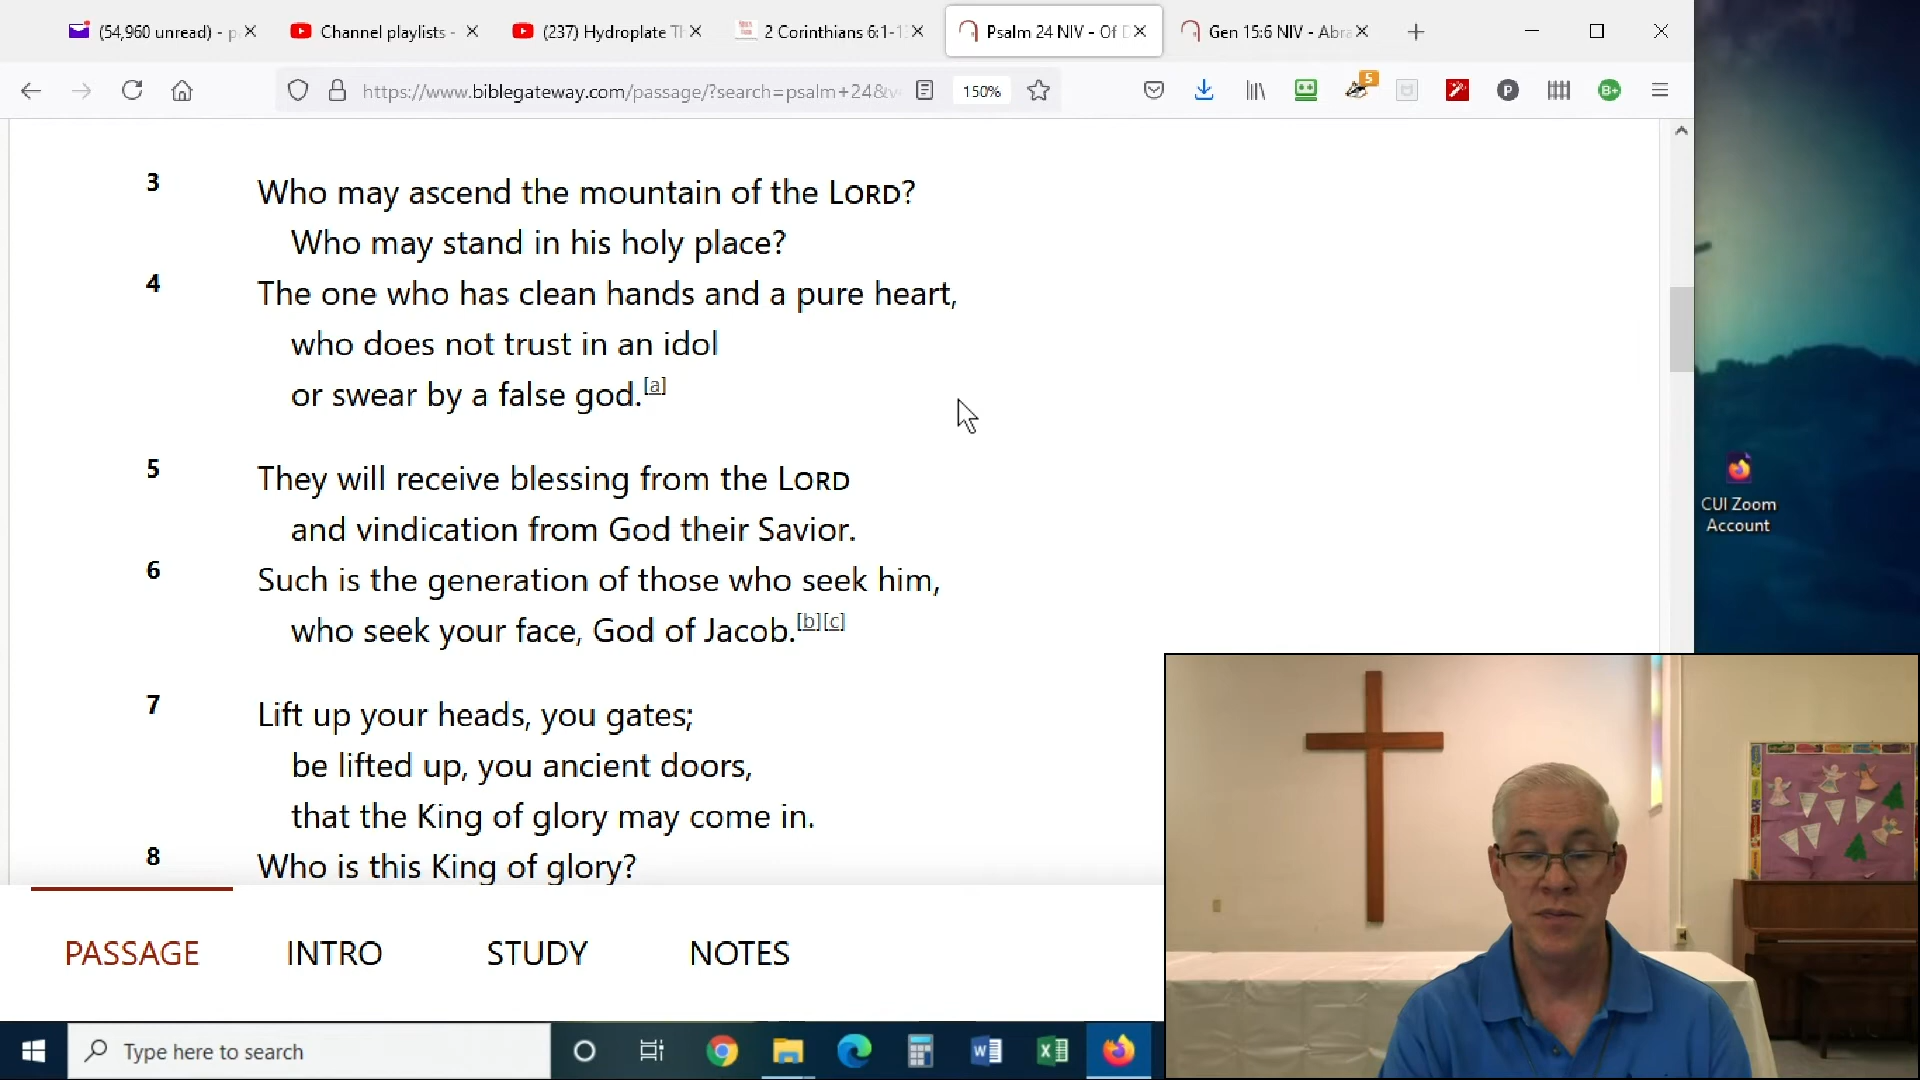 (54,960 unread) - p
Channel playlists -
(237) Hydroplate Th
2 Corinthians 6:1-1
Psalm 24 NIV - Of D
Gen 15:6 NIV - Abra
https://www.biblegateway.com/passage/?search=psalm+24&v
150%
5
P
B+
3 Who may ascend the mountain of the LORD?
Who may stand in his holy place?
4 The one who has clean hands and a pure heart,
who does not trust in an idol
or swear by a false god.[a]
5 They will receive blessing from the LORD
and vindication from God their Savior.
6 Such is the generation of those who seek him,
who seek your face, God of Jacob.[b][c]
7 Lift up your heads, you gates;
be lifted up, you ancient doors,
that the King of glory may come in.
8 Who is this King of glory?
CUI Zoom
Account
PASSAGE INTRO STUDY NOTES
Type here to search